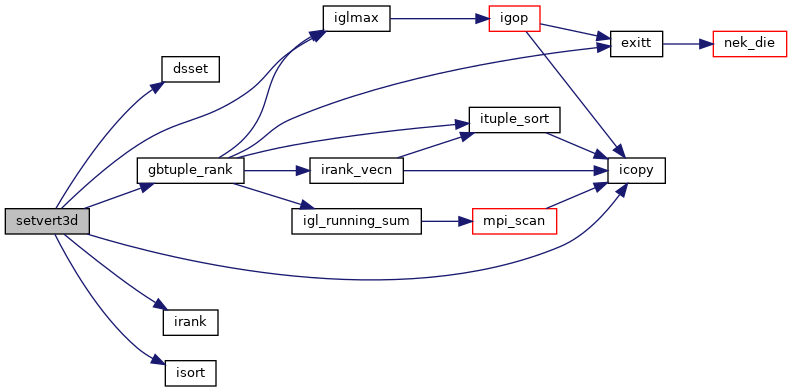 iglmax
igop
exitt
nek_die
dsset
ituple_sort
gbtuple_rank
irank_vecn
icopy
setvert3d
igl_running_sum
mpi_scan
irank
isort